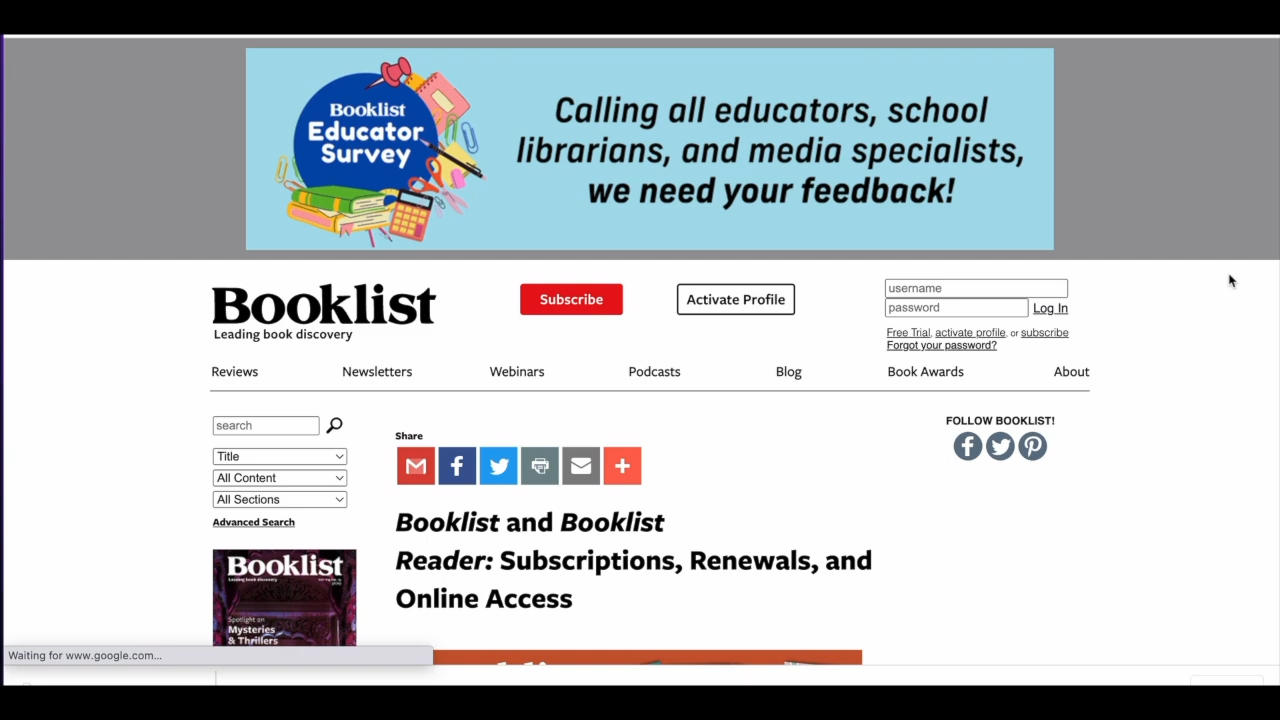 Booklist
Educator
Survey
Calling all educators, school
librarians, and media specialists,
we need your feedback!
Booklist
Leading book discovery
Subscribe
Activate Profile
username
password
Log In
Free Trial, activate profile, or subscribe
Forgot your password?
Reviews
Newsletters
Webinars
Podcasts
Blog
Book Awards
About
search
Title
All Content
All Sections
Advanced Search
Share
FOLLOW BOOKLIST!
Booklist and Booklist
Reader: Subscriptions, Renewals, and
Online Access
Booklist
Leading book discovery
Spotlight on
Mysteries
& Thrillers
Waiting for www.google.com...